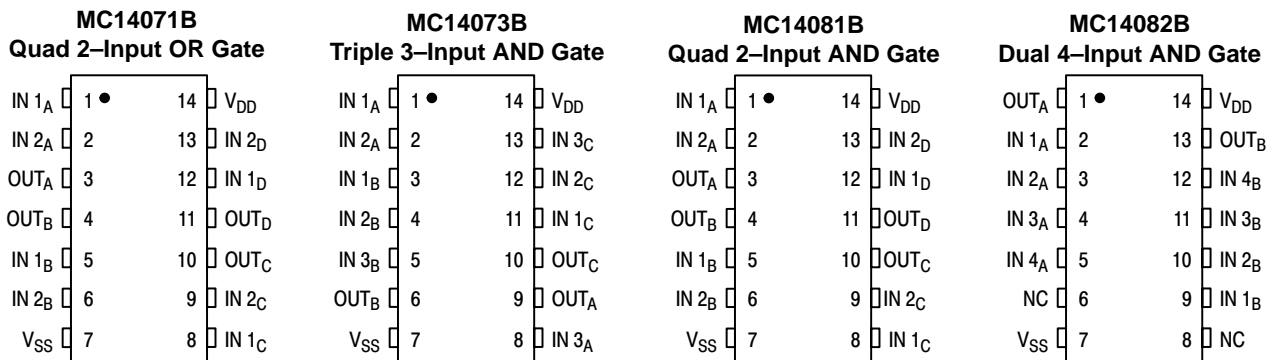 MC14071B
Quad 2–Input OR Gate
IN 1A 1 14 VDD
IN 2A 2 13 IN 2D
OUTA 3 12 IN 1D
OUTB 4 11 OUTD
IN 1B 5 10 OUTC
IN 2B 6 9 IN 2C
VSS 7 8 IN 1C
MC14073B
Triple 3–Input AND Gate
IN 1A 1 14 VDD
IN 2A 2 13 IN 3C
IN 1B 3 12 IN 2C
IN 2B 4 11 IN 1C
IN 3B 5 10 OUTC
OUTB 6 9 OUTA
VSS 7 8 IN 3A
MC14081B
Quad 2–Input AND Gate
IN 1A 1 14 VDD
IN 2A 2 13 IN 2D
OUTA 3 12 IN 1D
OUTB 4 11 OUTD
IN 1B 5 10 OUTC
IN 2B 6 9 IN 2C
VSS 7 8 IN 1C
MC14082B
Dual 4–Input AND Gate
OUTA 1 14 VDD
IN 1A 2 13 OUTB
IN 2A 3 12 IN 4B
IN 3A 4 11 IN 3B
IN 4A 5 10 IN 2B
NC 6 9 IN 1B
VSS 7 8 NC